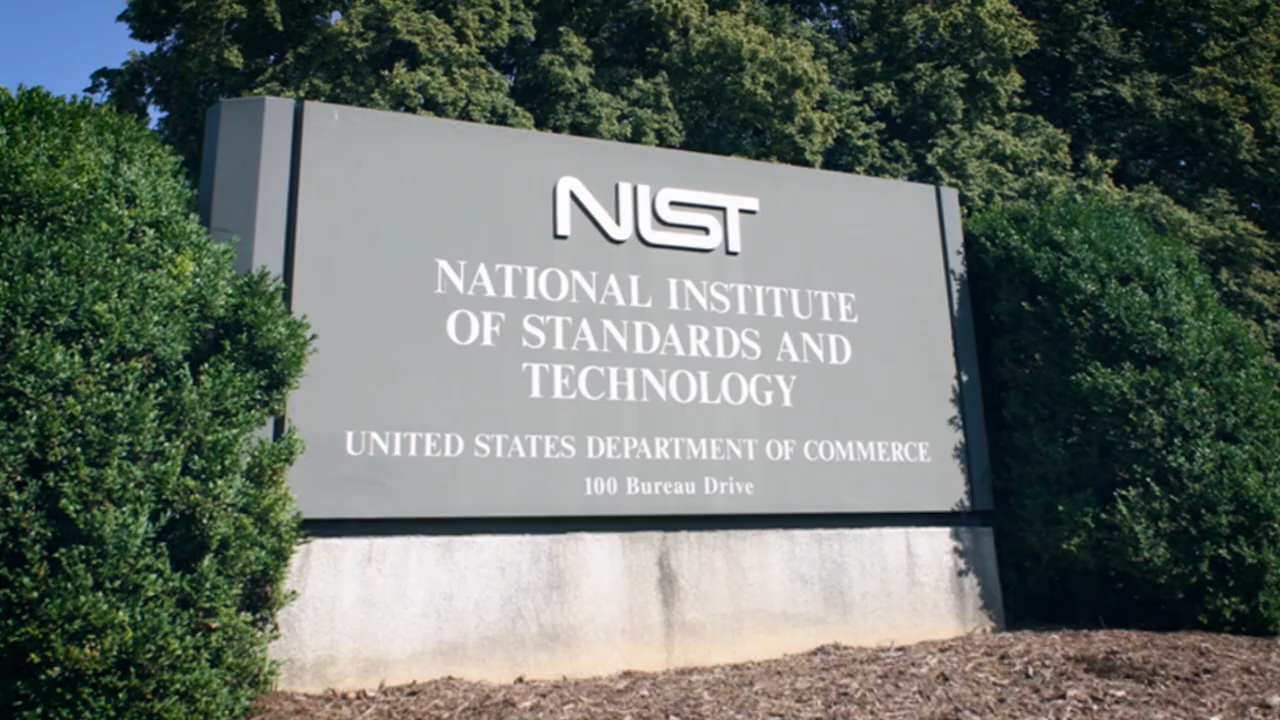 NIST
NATIONAL INSTITUTE
OF STANDARDS AND
TECHNOLOGY
UNITED STATES DEPARTMENT OF COMMERCE
100 Bureau Drive